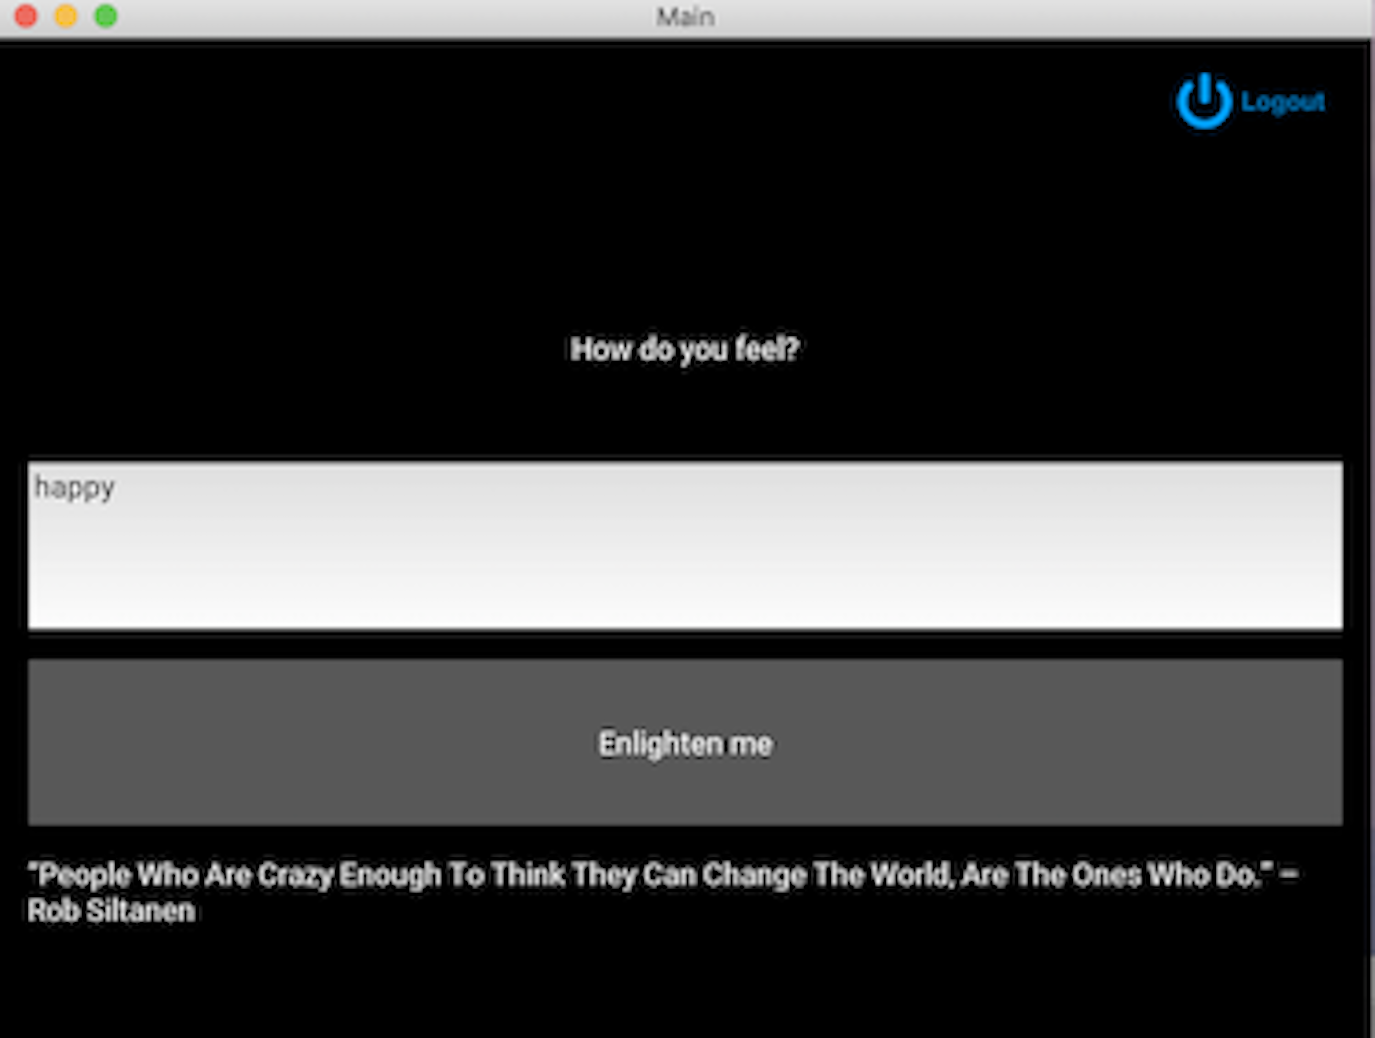 Main
Logout
How do you feel?
happy
Enlighten me
"People Who Are Crazy Enough To Think They Can Change The World, Are The Ones Who Do." –
Rob Siltanen